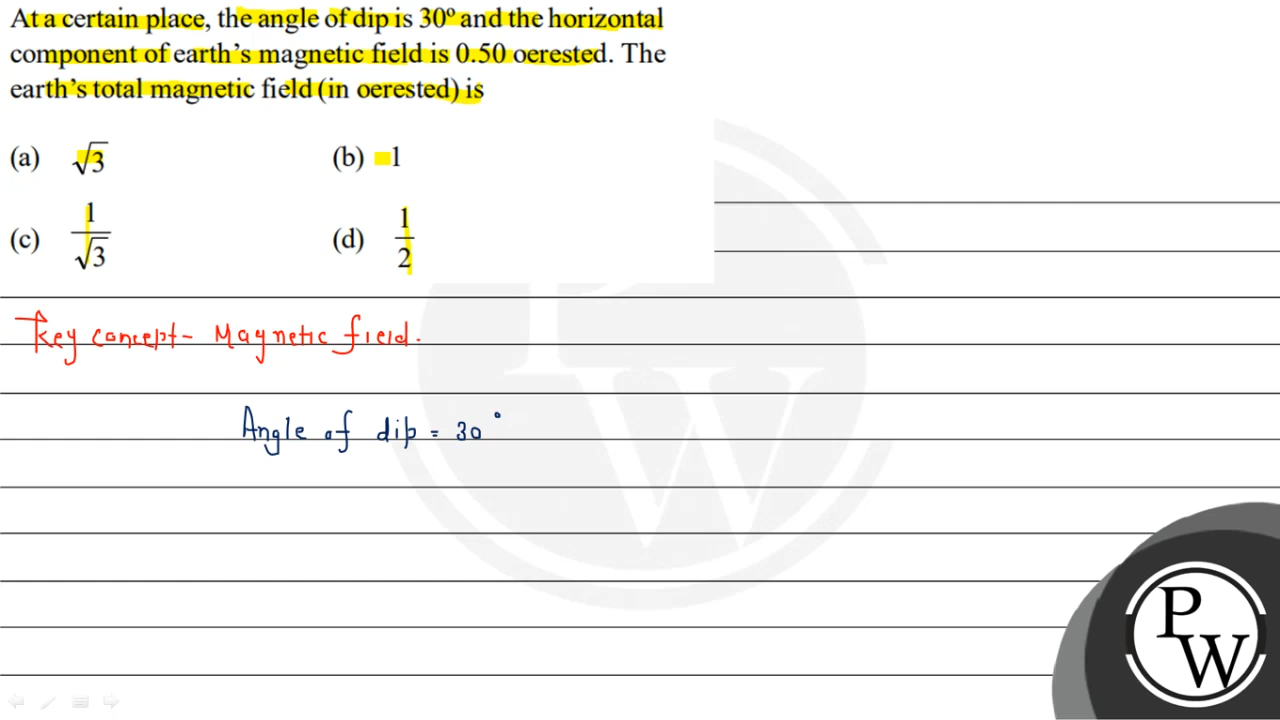 At a certain place, the angle of dip is 30º and the horizontal
component of earth’s magnetic field is 0.50 oerested. The
earth’s total magnetic field (in oerested) is
(a) √3 (b) 1
(c) 1/√3 (d) 1/2
Key concept- Magnetic field.
Angle of dip = 30°
PW